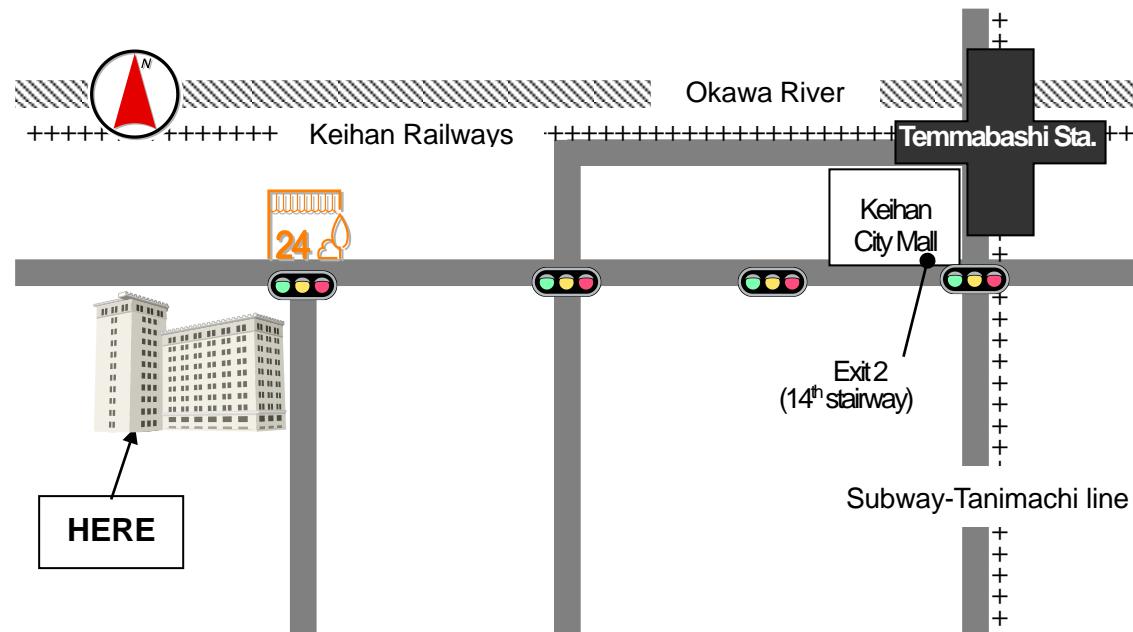 N
Okawa River
Keihan Railways
Temmabashi Sta.
Keihan
City Mall
24
Exit 2
(14th stairway)
Subway-Tanimachi line
HERE